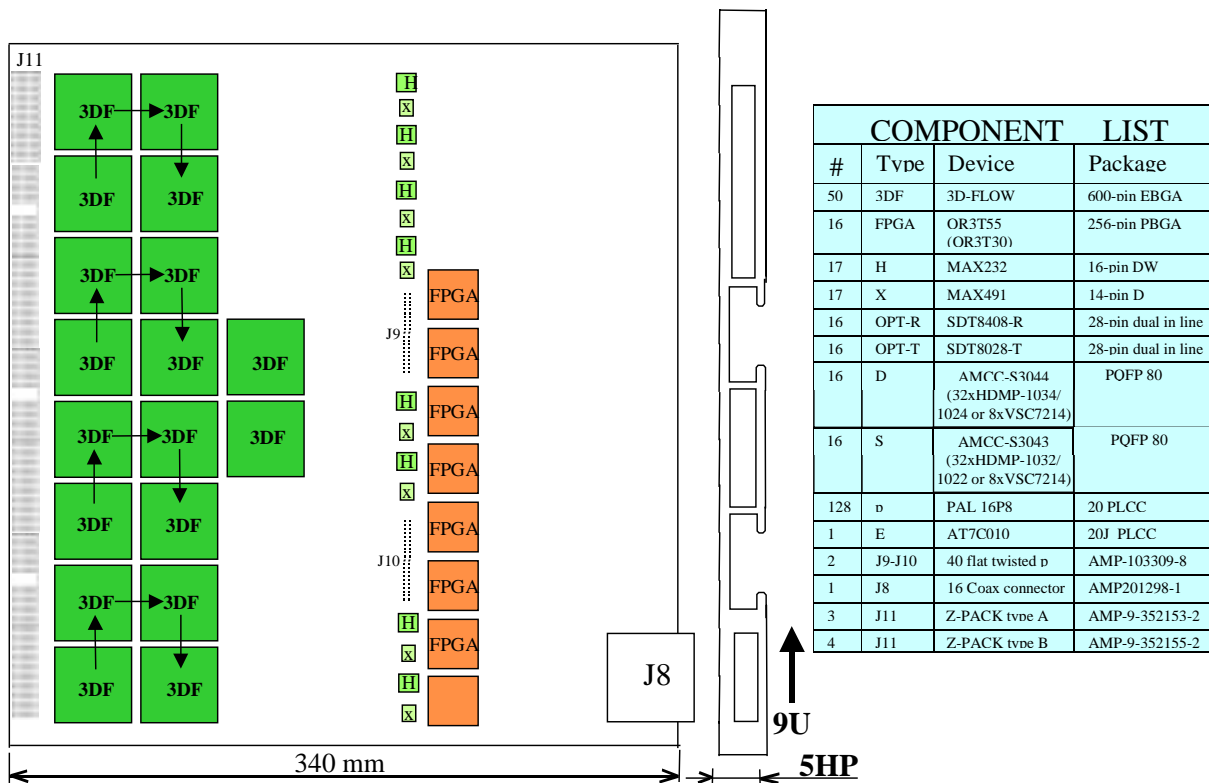 J11
H
x
3DF 3DF
H
x
H
3DF 3DF
x
H
x
3DF 3DF
FPGA
J9
FPGA
3DF 3DF 3DF
H
FPGA
x
3DF 3DF 3DF
H
FPGA
x
3DF 3DF
FPGA
J10
FPGA
3DF 3DF
H
FPGA
x
J8
H
3DF 3DF
x
9U
340 mm
5HP
COMPONENT LIST
# Type Device Package
50 3DF 3D-FLOW 600-pin EBGA
16 FPGA OR3T55 256-pin PBGA
(OR3T30)
17 H MAX232 16-pin DW
17 X MAX491 14-pin D
16 OPT-R SDT8408-R 28-pin dual in line
16 OPT-T SDT8028-T 28-pin dual in line
16 D AMCC-S3044 PQFP 80
(32xHDMP-1034/
1024 or 8xVSC7214)
16 S AMCC-S3043 PQFP 80
(32xHDMP-1032/
1022 or 8xVSC7214)
128 p PAL 16P8 20 PLCC
1 E AT7C010 20J PLCC
2 J9-J10 40 flat twisted p AMP-103309-8
1 J8 16 Coax connector AMP201298-1
3 J11 Z-PACK type A AMP-9-352153-2
4 J11 Z-PACK type B AMP-9-352155-2